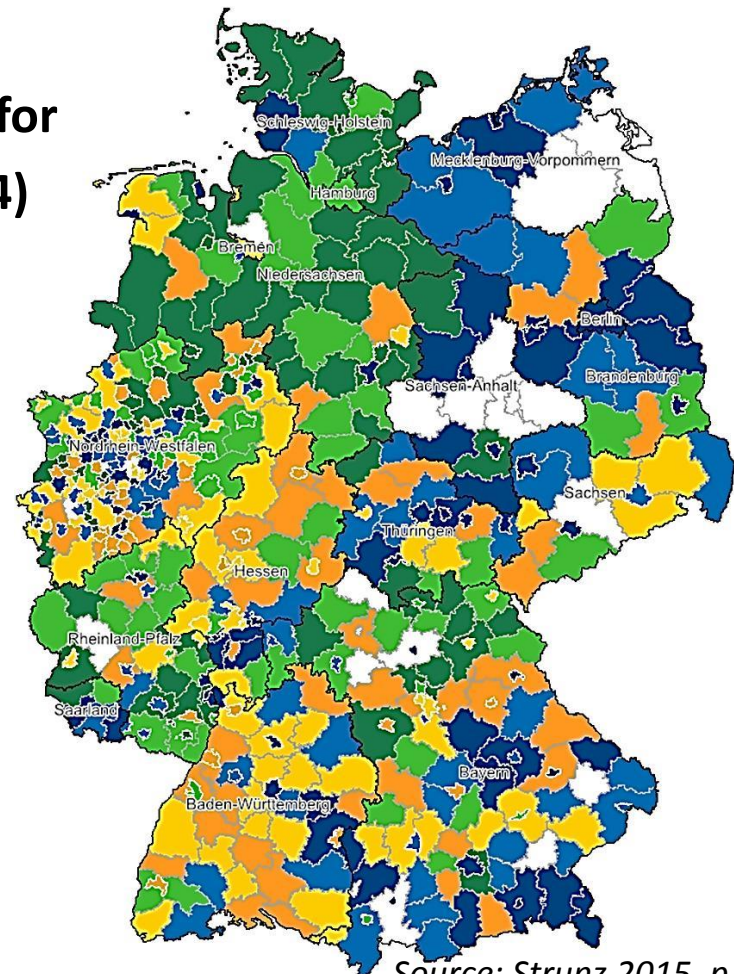 for
4)
Schleswig-Holstein
Mecklenburg-Vorpommern
Hamburg
Bremen
Niedersachsen
Berlin
Sachsen-Anhalt
Brandenburg
Nordrhein-Westfalen
Sachsen
Thüringen
Hessen
Rheinland-Pfalz
Saarland
Bayern
Baden-Württemberg
Source: Strunz 2015, p